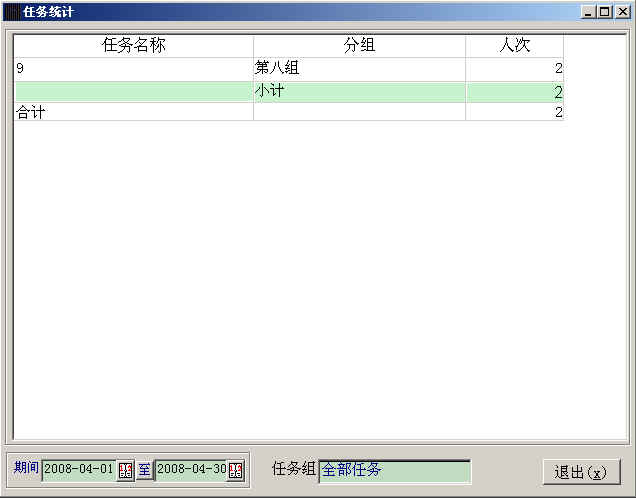 任务统计
任务名称 分组 人次
9 第八组 2
小计 2
合计 2
期间 2008-04-01 至 2008-04-30 任务组 全部任务 退出(x)